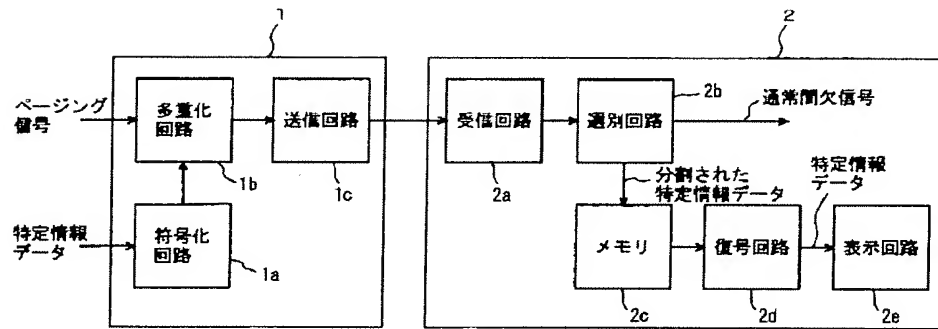 1
2
ページング
信号
多重化
回路
送信回路
受信回路
選別回路
2b
通常間欠信号
1b
1c
2a
分割された
特定情報データ
特定情報
データ
特定情報
データ
符号化
回路
1a
メモリ
復号回路
表示回路
2c
2d
2e